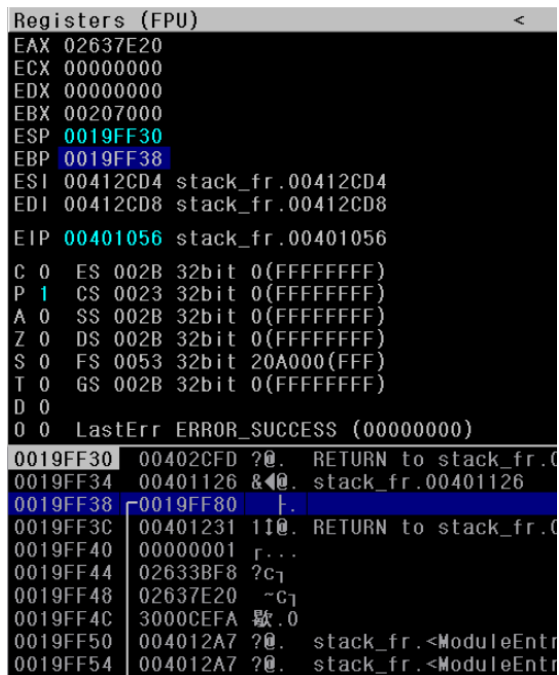 Registers (FPU) <
EAX 02637E20
ECX 00000000
EDX 00000000
EBX 00207000
ESP 0019FF30
EBP 0019FF38
ESI 00412CD4 stack_fr.00412CD4
EDI 00412CD8 stack_fr.00412CD8
EIP 00401056 stack_fr.00401056
C 0 ES 002B 32bit 0(FFFFFFFF)
P 1 CS 0023 32bit 0(FFFFFFFF)
A 0 SS 002B 32bit 0(FFFFFFFF)
Z 0 DS 002B 32bit 0(FFFFFFFF)
S 0 FS 0053 32bit 20A000(FFF)
T 0 GS 002B 32bit 0(FFFFFFFF)
D 0
O 0 LastErr ERROR_SUCCESS (00000000)
0019FF30 00402CFD ?@. RETURN to stack_fr.0
0019FF34 00401126 &◀@. stack_fr.00401126
0019FF38 0019FF80 .
0019FF3C 00401231 1↕@. RETURN to stack_fr.0
0019FF40 00000001 ┌...
0019FF44 02633BF8 ?c┐
0019FF48 02637E20 ~c┐
0019FF4C 3000CEFA .0
0019FF50 004012A7 ?@. stack_fr.<ModuleEntr
0019FF54 004012A7 ?@. stack_fr.<ModuleEntr